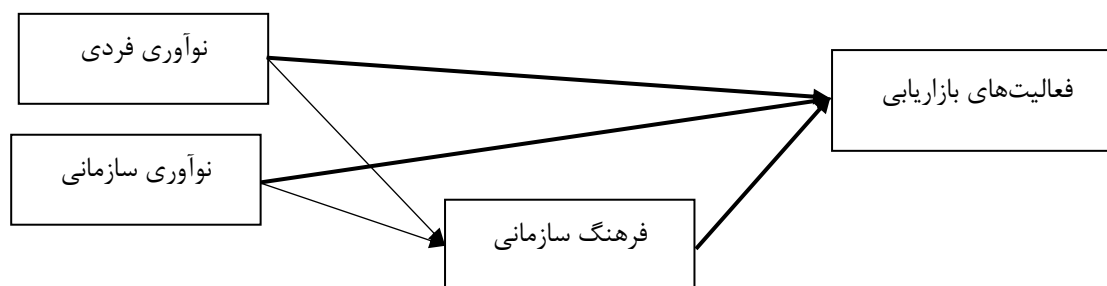 نوآوری فردی
فعالیت‌های بازاریابی
نوآوری سازمانی
فرهنگ سازمانی